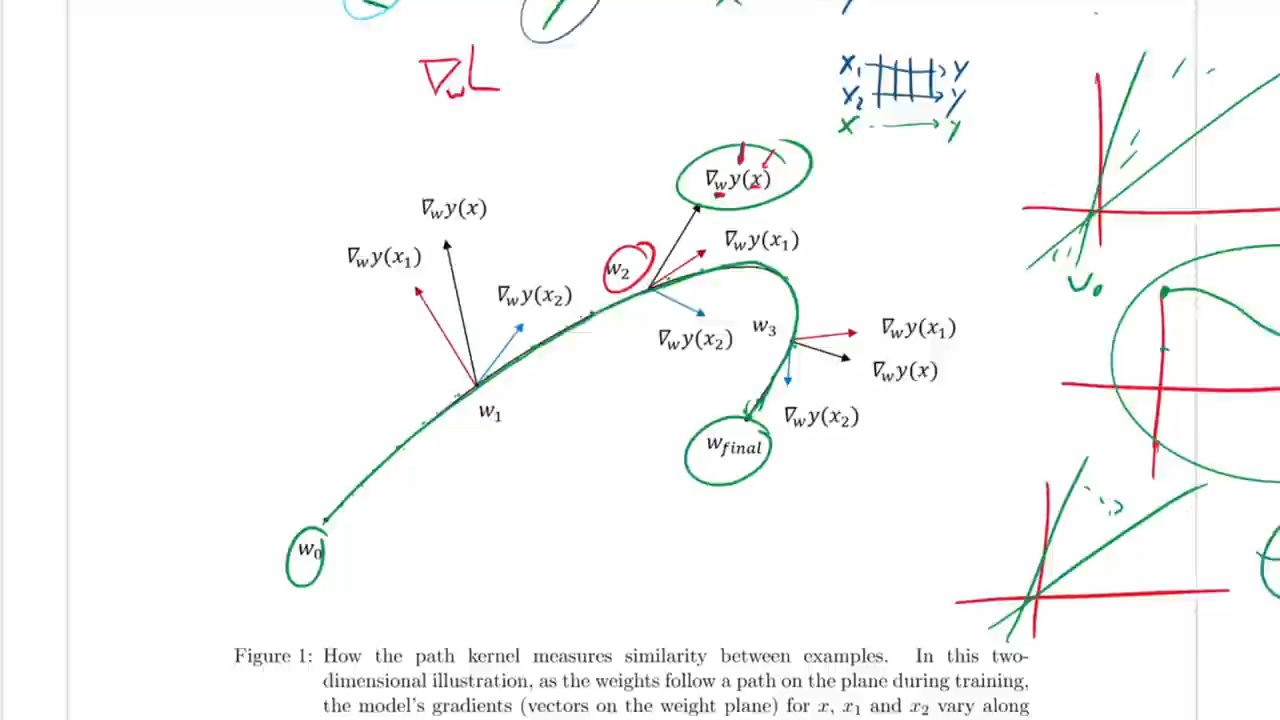 ∇wL
X₁ → y
X₂ → y
X → y
∇wy(x)
∇wy(x)
∇wy(x₁)
∇wy(x₁)
w₂
∇wy(x₂)
w₃
∇wy(x₁)
∇wy(x₂)
∇wy(x)
w₁
∇wy(x₂)
wfinal
w₀
Figure 1: How the path kernel measures similarity between examples. In this two-
dimensional illustration, as the weights follow a path on the plane during training,
the model's gradients (vectors on the weight plane) for x, x₁ and x₂ vary along